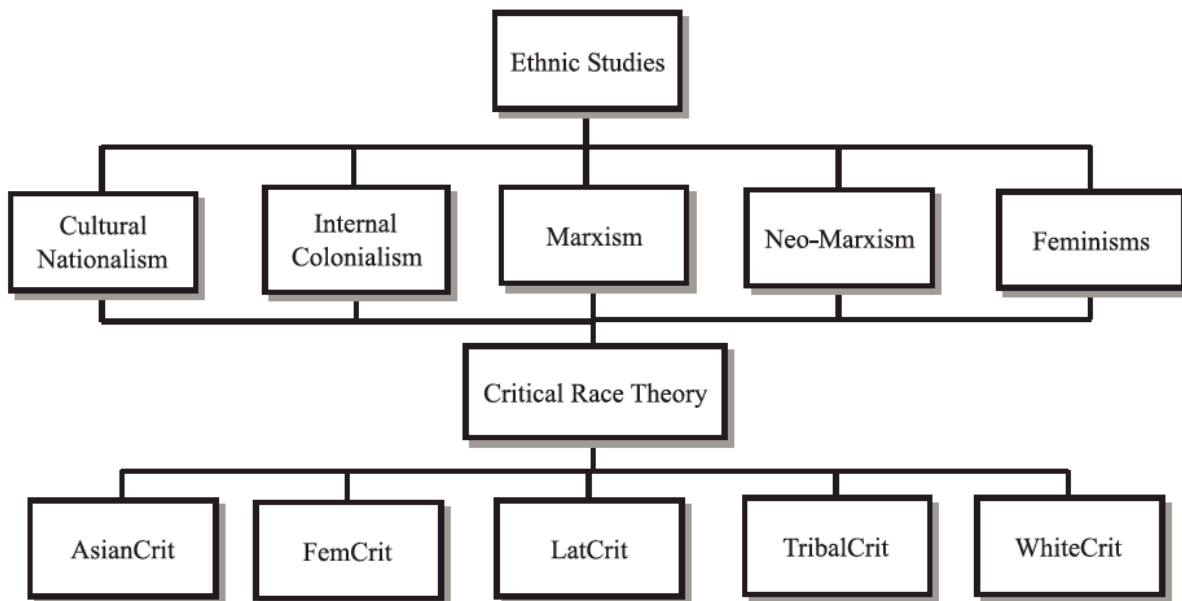 Ethnic Studies
Cultural
Nationalism
Internal
Colonialism
Marxism
Neo-Marxism
Feminisms
Critical Race Theory
AsianCrit
FemCrit
LatCrit
TribalCrit
WhiteCrit